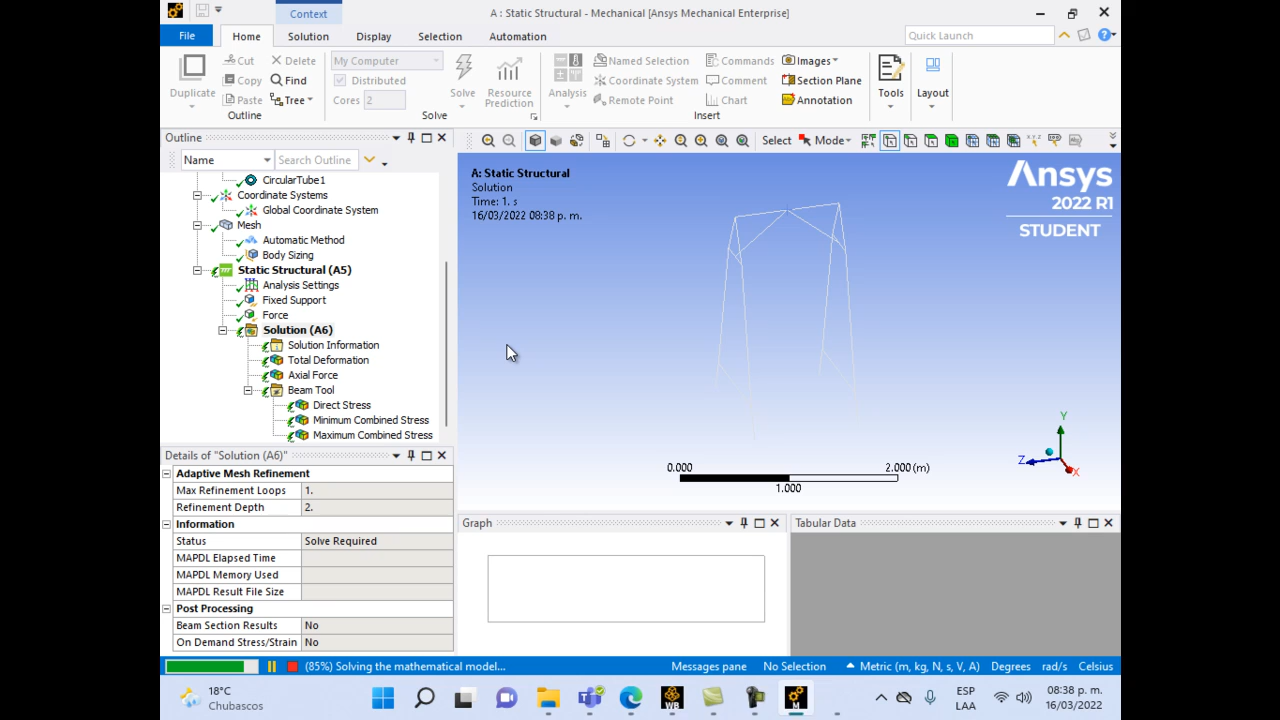 Context
A : Static Structural - Mechanical [Ansys Mechanical Enterprise]
File
Home
Solution
Display
Selection
Automation
Quick Launch
Duplicate
Cut
Copy
Paste
Delete
Find
Tree
Outline
My Computer
Distributed
Cores 2
Solve
Resource
Prediction
Solve
Analysis
Named Selection
Coordinate System
Remote Point
Commands
Comment
Chart
Images
Section Plane
Annotation
Insert
Tools
Layout
Outline
Name
Search Outline
Select
Mode
CircularTube1
Coordinate Systems
Global Coordinate System
Mesh
Automatic Method
Body Sizing
Static Structural (A5)
Analysis Settings
Fixed Support
Force
Solution (A6)
Solution Information
Total Deformation
Axial Force
Beam Tool
Direct Stress
Minimum Combined Stress
Maximum Combined Stress
A: Static Structural
Solution
Time: 1. s
16/03/2022 08:38 p. m.
Ansys
2022 R1
STUDENT
0.000
2.000 (m)
1.000
Y
Z
X
Details of "Solution (A6)"
Adaptive Mesh Refinement
Max Refinement Loops 1.
Refinement Depth 2.
Information
Status Solve Required
MAPDL Elapsed Time
MAPDL Memory Used
MAPDL Result File Size
Post Processing
Beam Section Results No
On Demand Stress/Strain No
Graph
Tabular Data
(85%) Solving the mathematical model...
Messages pane
No Selection
Metric (m, kg, N, s, V, A)
Degrees
rad/s
Celsius
18°C
Chubascos
WB
M
ESP
LAA
08:38 p. m.
16/03/2022